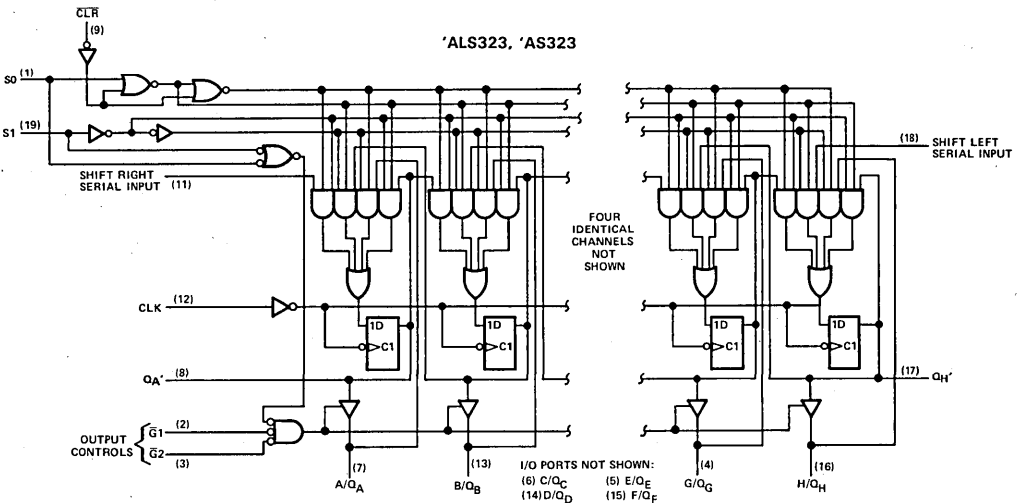 CLR
(9)
'ALS323, 'AS323
S0 (1)
S1 (19)
(18) SHIFT LEFT
SERIAL INPUT
SHIFT RIGHT
SERIAL INPUT (11)
FOUR
IDENTICAL
CHANNELS
NOT
SHOWN
CLK (12)
1D
C1
1D
C1
1D
C1
1D
C1
QA' (8)
(17) QH'
OUTPUT
CONTROLS
G1 (2)
G2 (3)
(7)
A/QA
(13)
B/QB
I/O PORTS NOT SHOWN:
(6) C/QC (5) E/QE
(14) D/QD (15) F/QF
(4)
G/QG
(16)
H/QH